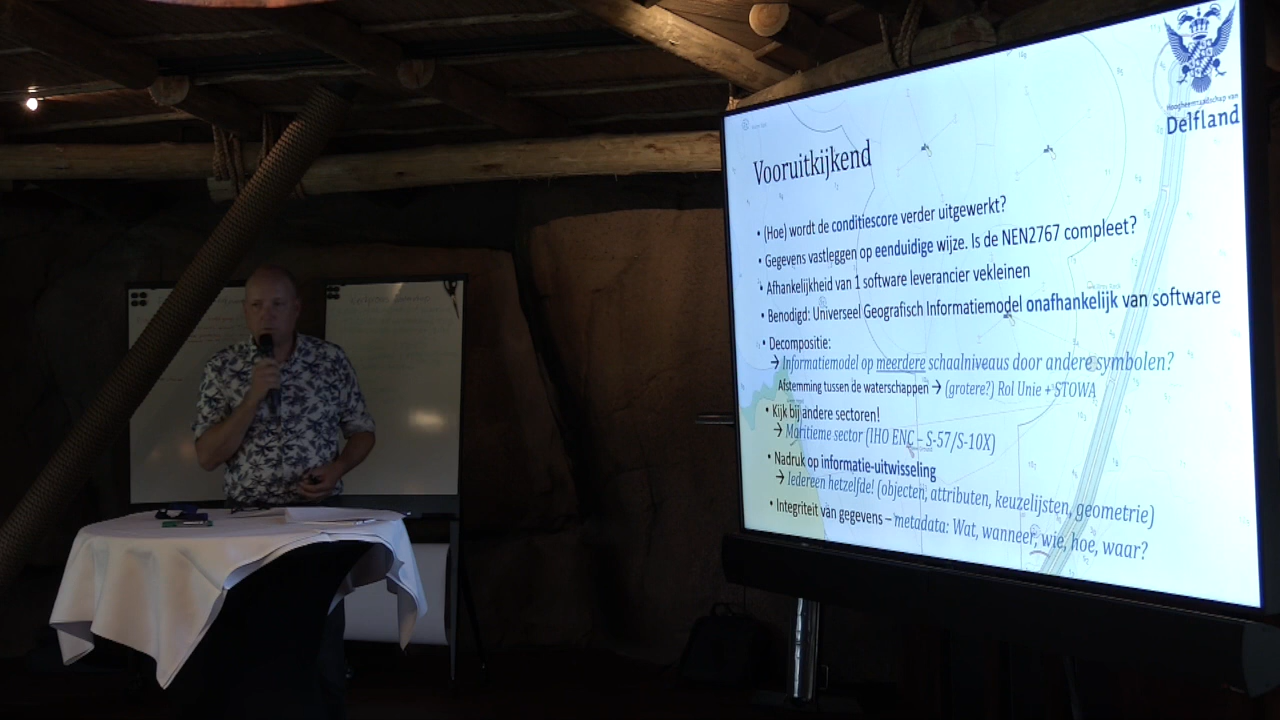 Hoogheemraadschap van
Delfland
Vooruitkijkend
• (Hoe) wordt de conditiescore verder uitgewerkt?
• Gegevens vastleggen op eenduidige wijze. Is de NEN2767 compleet?
• Afhankelijkheid van 1 software leverancier vekleinen
• Benodigd: Universeel Geografisch Informatiemodel onafhankelijk van software
• Decompositie:
→ Informatiemodel op meerdere schaalniveaus door andere symbolen?
Afstemming tussen de waterschappen → (grotere?) Rol Unie + STOWA
• Kijk bij andere sectoren!
→ Maritieme sector (IHO ENC – S-57/S-10X)
• Nadruk op informatie-uitwisseling
→ Iedereen hetzelfde! (objecten, attributen, keuzelijsten, geometrie)
• Integriteit van gegevens – metadata: Wat, wanneer, wie, hoe, waar?